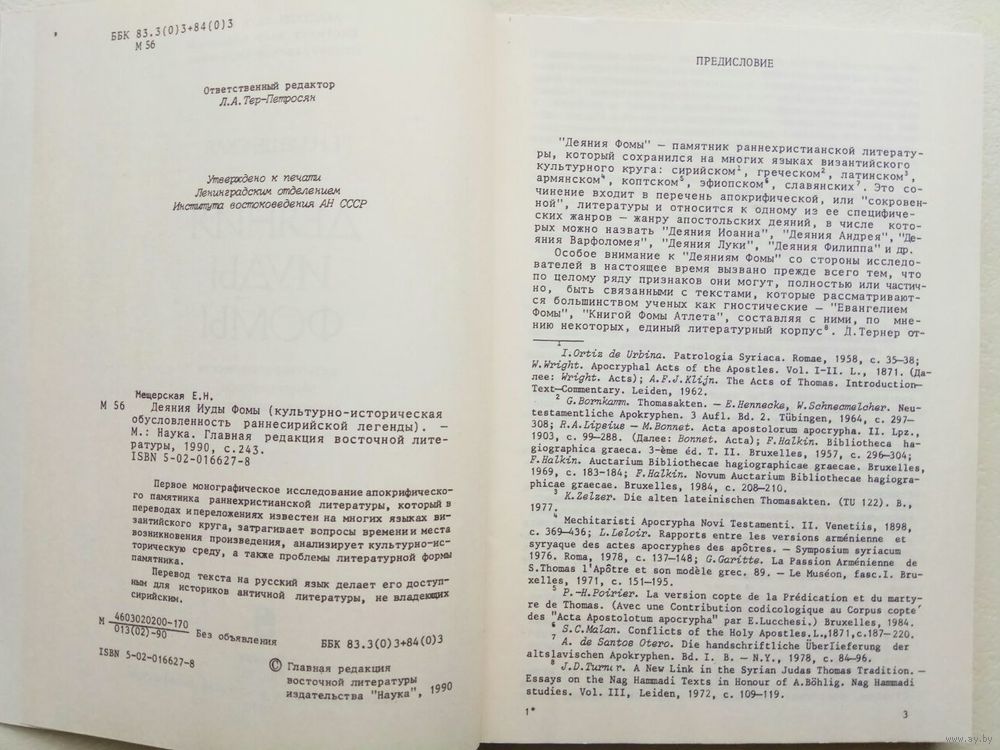 ББК 83.3(0)3+84(0)3
М 56
Ответственный редактор
Л.А.Тер-Петросян
Утверждено к печати
Ленинградским отделением
Института востоковедения АН СССР
Мещерская Е.Н.
М 56 Деяния Иуды Фомы (культурно-историческая
обусловленность раннесирийской легенды). —
М.: Наука. Главная редакция восточной лите-
ратуры, 1990, с.243.
ISBN 5-02-016627-8
Первое монографическое исследование апокрифическо-
го памятника раннехристианской литературы, который в
переводах и переложениях известен на многих языках ви-
зантийского круга, затрагивает вопросы времени и места
возникновения произведения, анализирует культурно-ис-
торическую среду, а также проблемы литературной формы
памятника.
Перевод текста на русский язык делает его доступ-
ным для историков античной литературы, не владеющих
сирийским.
М 4603020200-170
013(02)-90 Без объявления ББК 83.3(0)3+84(0)3
ISBN 5-02-016627-8
© Главная редакция
восточной литературы
издательства "Наука", 1990
ПРЕДИСЛОВИЕ
"Деяния Фомы" — памятник раннехристианской литерату-
ры, который сохранился на многих языках византийского
культурного круга: сирийском¹, греческом², латинском³,
армянском⁴, коптском⁵, эфиопском⁶, славянских⁷. Это со-
чинение входит в перечень апокрифической, или "сокровен-
ной", литературы и относится к одному из ее специфиче-
ских жанров — жанру апостольских деяний, в числе кото-
рых можно назвать "Деяния Иоанна", "Деяния Андрея", "Де-
яния Варфоломея", "Деяния Луки", "Деяния Филиппа" и др.
Особое внимание к "Деяниям Фомы" со стороны исследо-
вателей в настоящее время вызвано прежде всего тем, что
по целому ряду признаков они могут, полностью или частич-
но, быть связанными с текстами, которые рассматривают-
ся большинством ученых как гностические — "Евангелием
Фомы", "Книгой Фомы Атлета", составляя с ними, по мне-
нию некоторых, единый литературный корпус⁸. Д.Тернер от-
¹ I.Ortiz de Urbina. Patrologia Syriaca. Romae, 1958, с. 35-38;
W.Wright. Apocryphal Acts of the Apostles. Vol. I-II. L., 1871. (Да-
лее: Wright. Acts); A.F.J.Klijn. The Acts of Thomas. Introduction—
Text—Commentary. Leiden, 1962.
² G.Bornkamm. Thomasakten. — E.Hennecke, W.Schneemelcher. Neu-
testamentliche Apokryphen. 3 Aufl. Bd. 2. Tübingen, 1964, с. 297-
308; R.A.Lipsius — M.Bonnet. Acta apostolorum apocrypha. II. Lpz.,
1903, с. 99-288. (Далее: Bonnet. Acta); F.Halkin. Bibliotheca ha-
giographica graeca. 3-ème éd. T. II. Bruxelles, 1957, с. 296-304;
F.Halkin. Auctarium Bibliothecae hagiographicae graecae. Bruxelles,
1969, с. 183-184; F.Halkin. Novum Auctarium Bibliothecae hagiogra-
phicae graecae. Bruxelles, 1984, с. 208-210.
³ K.Zelzer. Die alten lateinischen Thomasakten. (TU 122). B.,
1977.
⁴ Mechitaristi Apocrypha Novi Testamenti. II. Venetiis, 1898,
с. 369-436; L.Leloir. Rapports entre les versions arménienne et
syryaque des actes apocryphes des apôtres. — Symposium syriacum
1976. Roma, 1978, с. 137-148; G.Garitte. La Passion Arménienne de
S.Thomas l'Apôtre et son modèle grec. 89. — Le Muséon, fasc.I. Bru-
xelles, 1971, с. 151-195.
⁵ P.-H.Poirier. La version copte de la Prédication et du marty-
re de Thomas. (Avec une Contribution codicologique au Corpus copte
des "Acta Apostolotum apocrypha" par E.Lucchesi.) Bruxelles, 1984.
⁶ S.C.Malan. Conflicts of the Holy Apostles.L.,1871,с.187-220.
⁷ A. de Santos Otero. Die handschriftliche Überlieferung der
altslavischen Apokryphen. Bd. I. B. — N.Y., 1978, с. 84-96.
⁸ J.D.Turner. A New Link in the Syrian Judas Thomas Tradition. —
Essays on the Nag Hammadi Texts in Honour of A.Böhlig. Nag Hammadi
studies. Vol. III, Leiden, 1972, с. 109-119.
1* 3
www.ay.by